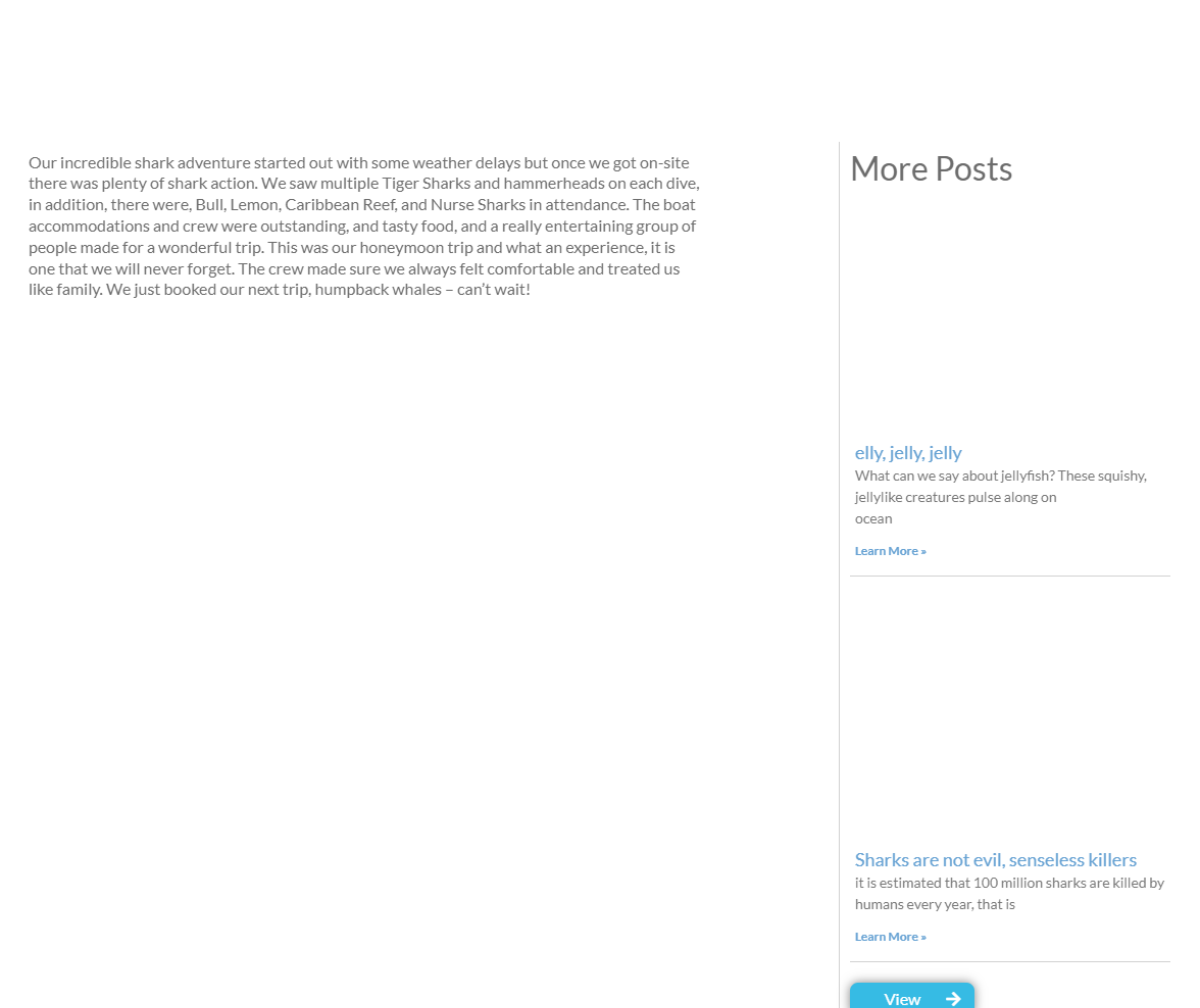 Our incredible shark adventure started out with some weather delays but once we got on-site
there was plenty of shark action. We saw multiple Tiger Sharks and hammerheads on each dive,
in addition, there were, Bull, Lemon, Caribbean Reef, and Nurse Sharks in attendance. The boat
accommodations and crew were outstanding, and tasty food, and a really entertaining group of
people made for a wonderful trip. This was our honeymoon trip and what an experience, it is
one that we will never forget. The crew made sure we always felt comfortable and treated us
like family. We just booked our next trip, humpback whales – can’t wait!
More Posts
elly, jelly, jelly
What can we say about jellyfish? These squishy,
jellylike creatures pulse along on
ocean
Learn More »
Sharks are not evil, senseless killers
it is estimated that 100 million sharks are killed by
humans every year, that is
Learn More »
View